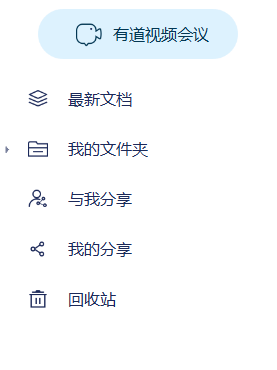 有道视频会议
最新文档
我的文件夹
与我分享
我的分享
回收站